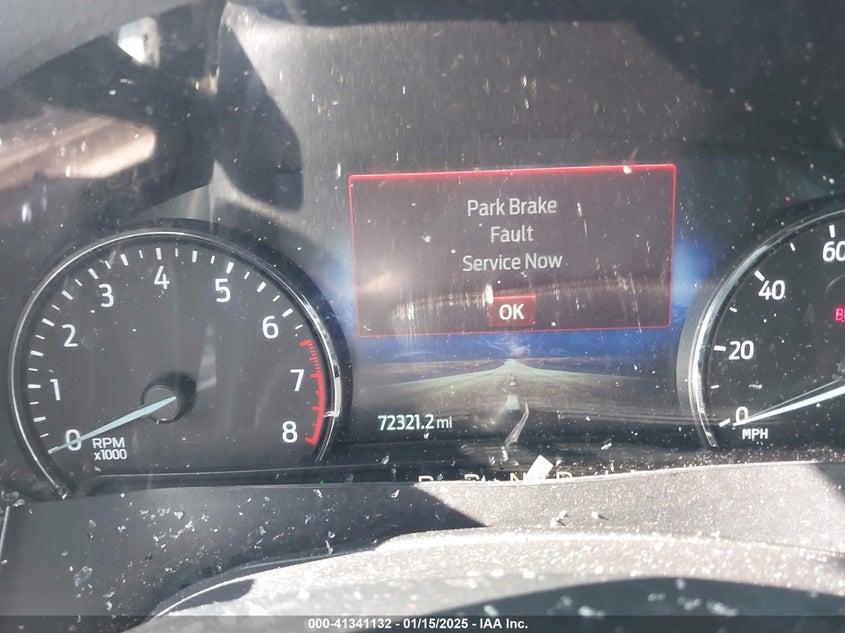 Park Brake
Fault
Service Now
OK
0
1
2
3
4
5
6
7
8
RPM
x1000
72321.2 mi
0
20
40
60
MPH
000-41341132 - 01/15/2025 - IAA Inc.